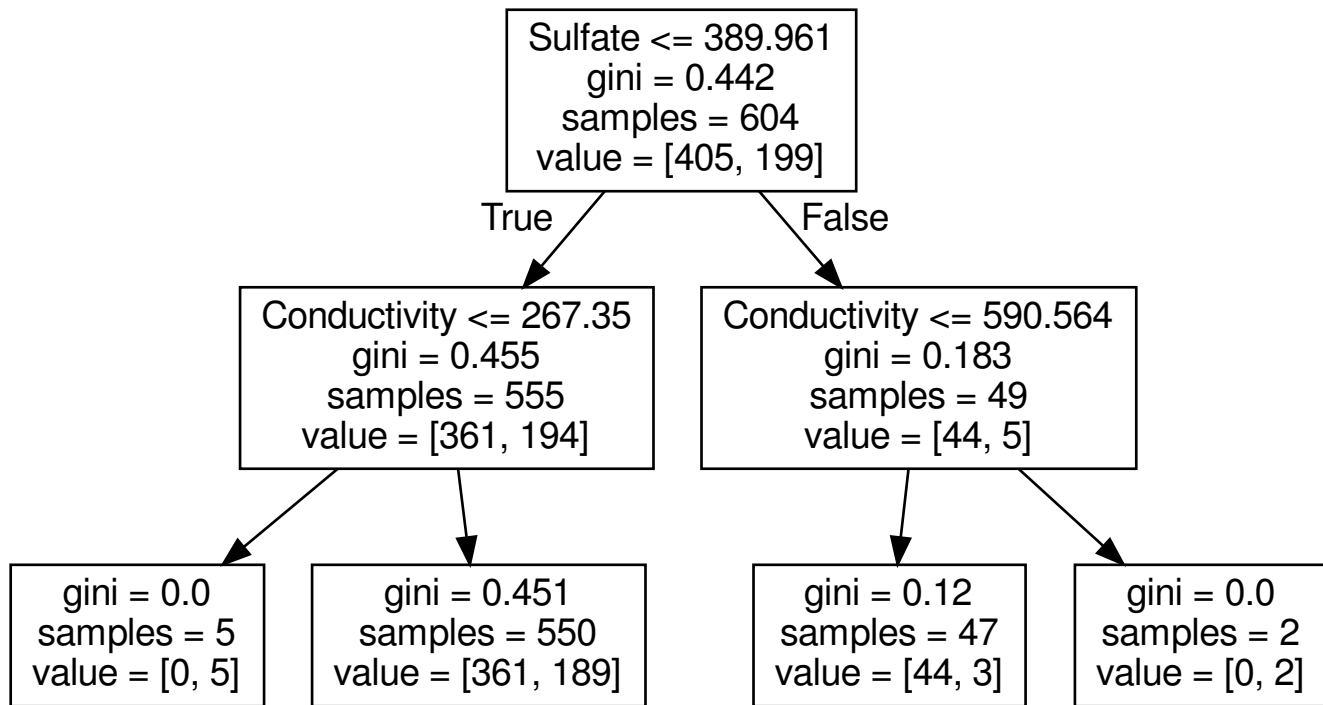 Sulfate <= 389.961
gini = 0.442
samples = 604
value = [405, 199]
True
False
Conductivity <= 267.35
gini = 0.455
samples = 555
value = [361, 194]
Conductivity <= 590.564
gini = 0.183
samples = 49
value = [44, 5]
gini = 0.0
samples = 5
value = [0, 5]
gini = 0.451
samples = 550
value = [361, 189]
gini = 0.12
samples = 47
value = [44, 3]
gini = 0.0
samples = 2
value = [0, 2]